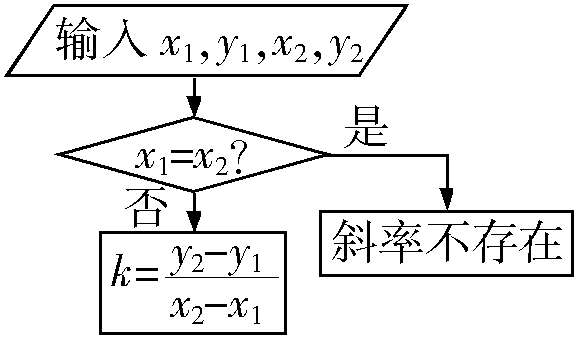 输入 x₁, y₁, x₂, y₂
x₁=x₂?
是
否
斜率不存在
k=\frac{y₂-y₁}{x₂-x₁}